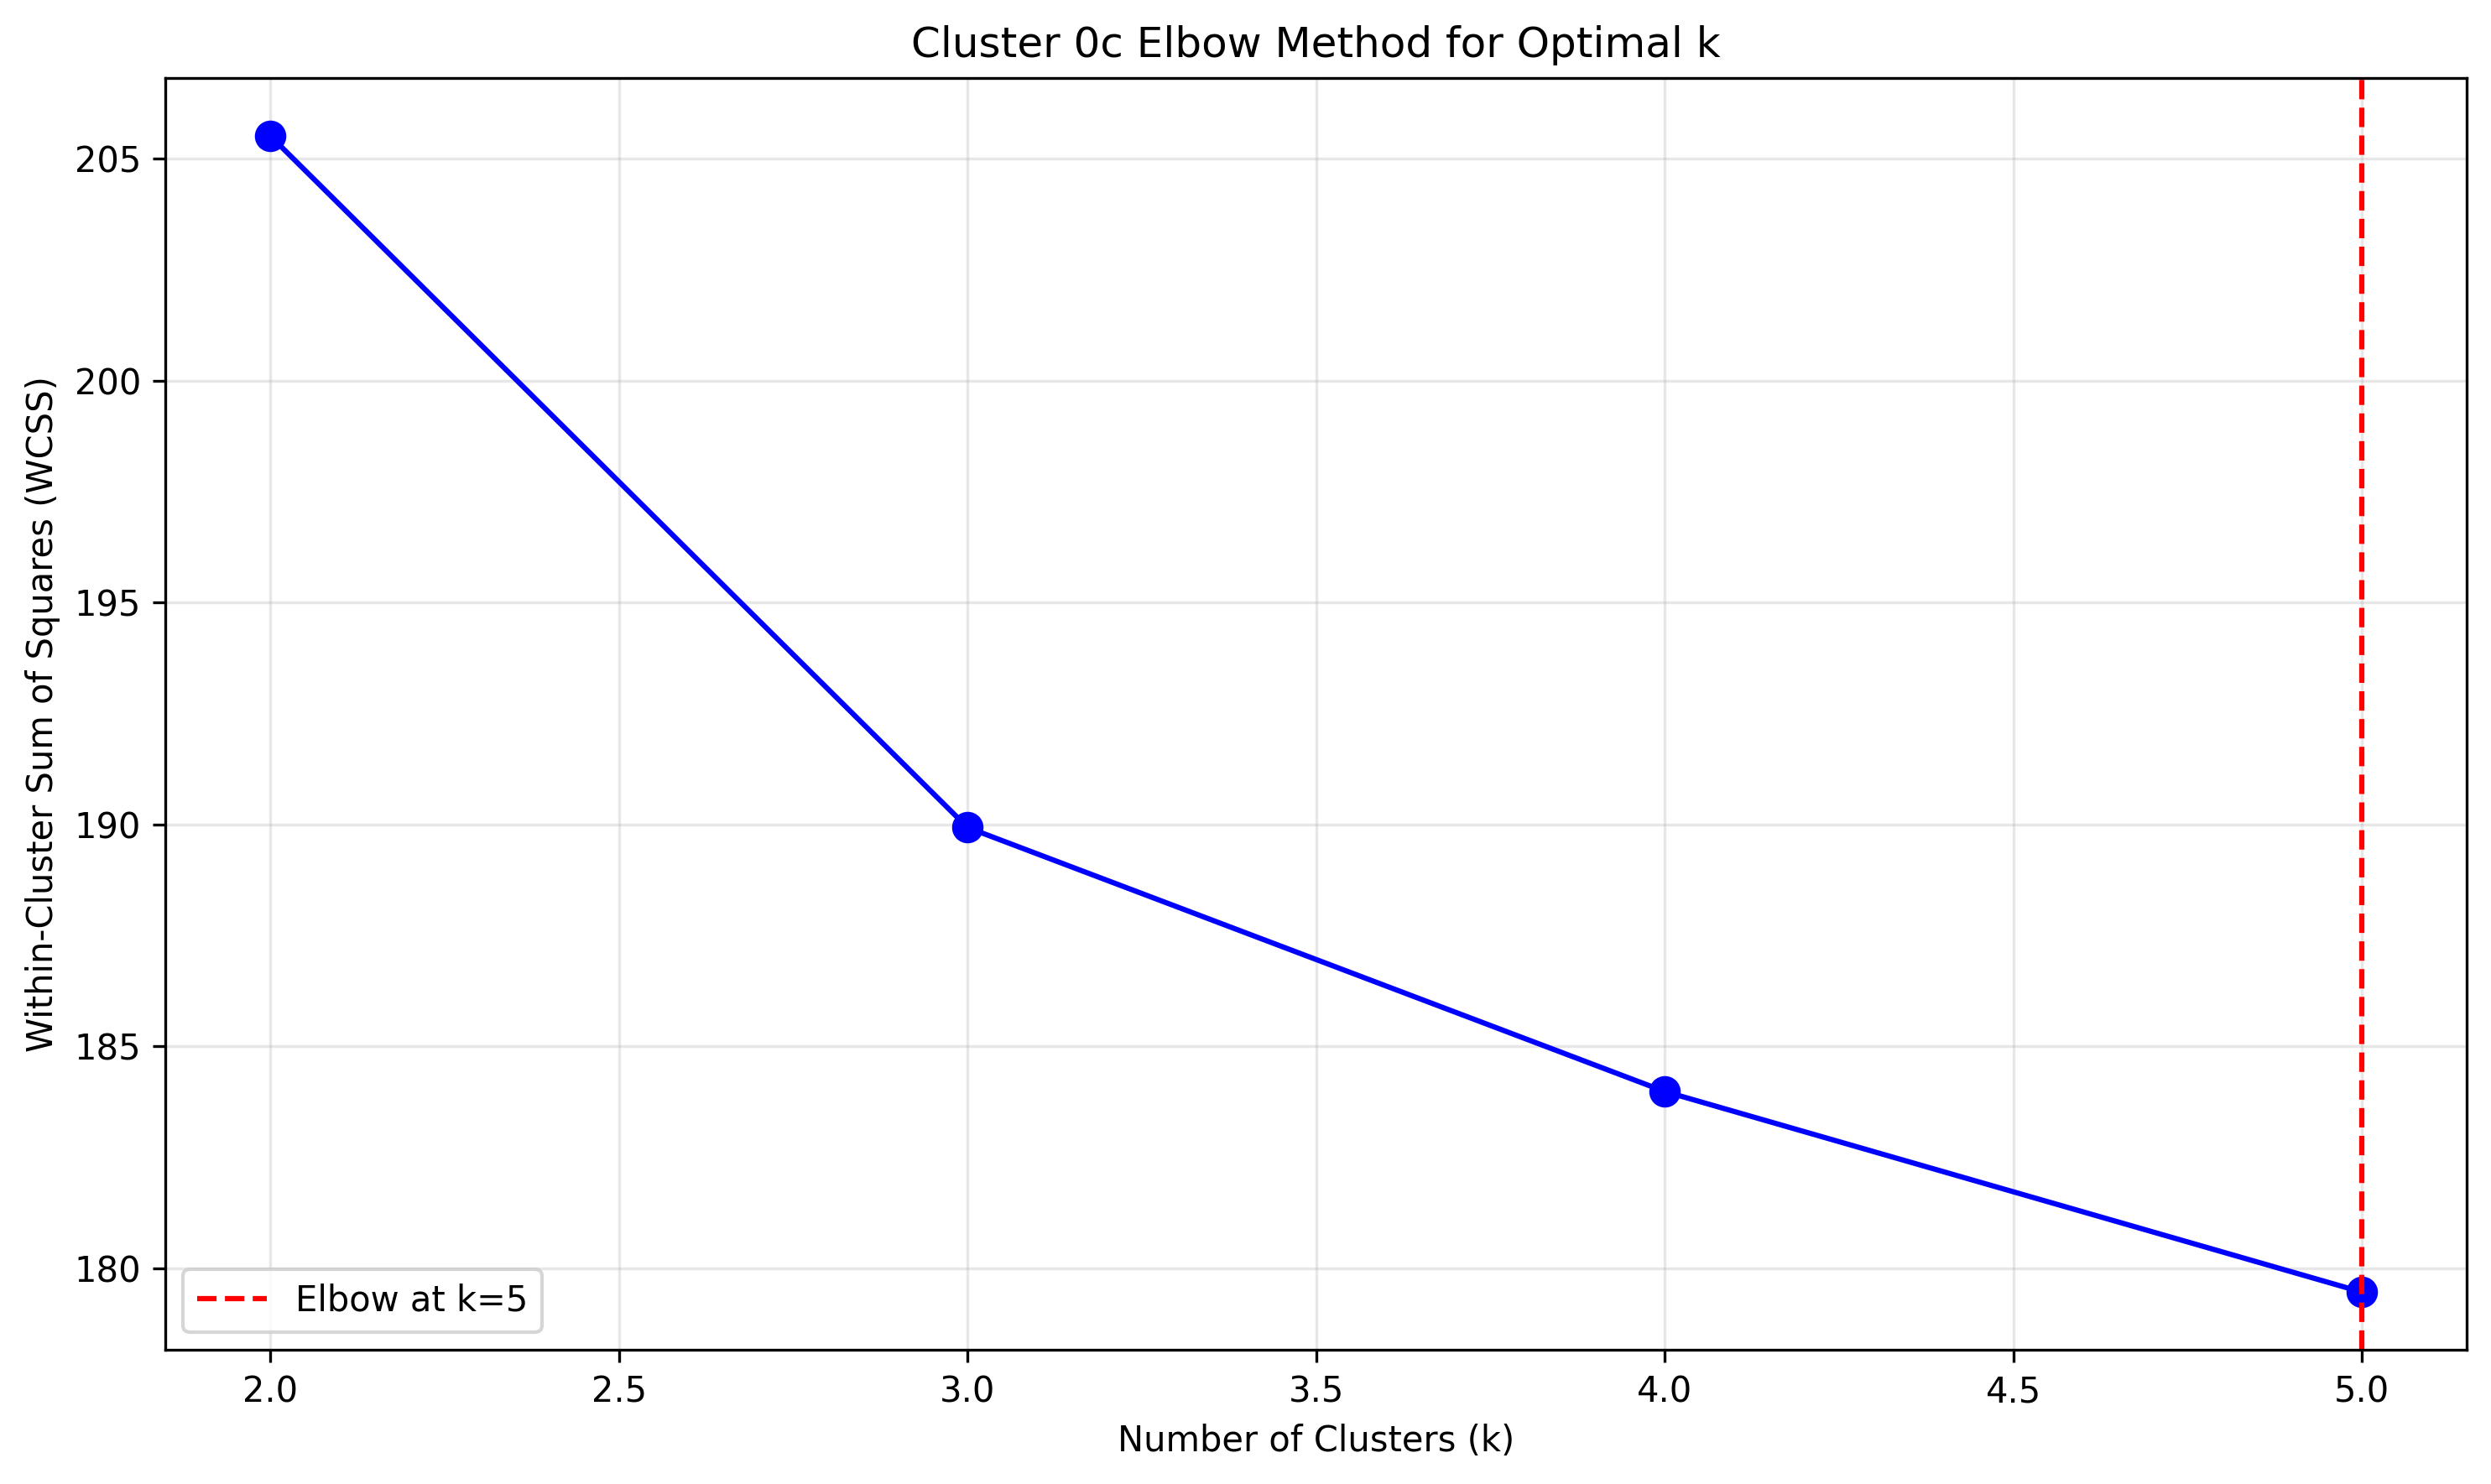 Cluster 0c Elbow Method for Optimal k
Within-Cluster Sum of Squares (WCSS)
205
200
195
190
185
180
Elbow at k=5
2.0 2.5 3.0 3.5 4.0 4.5 5.0
Number of Clusters (k)